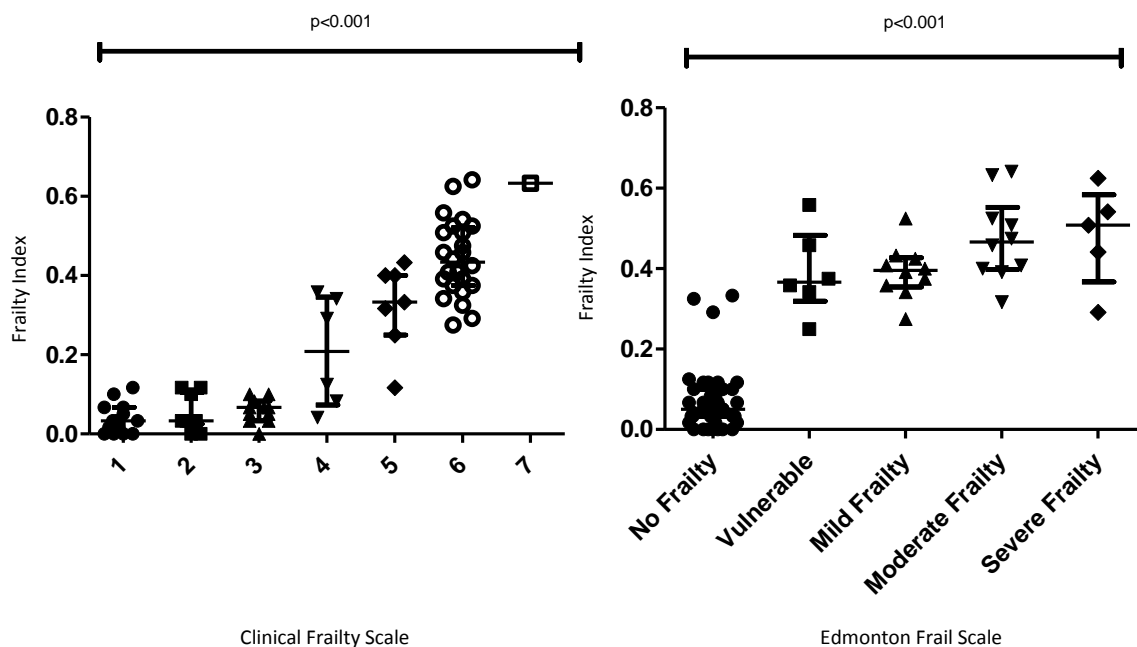 p<0.001
Frailty Index
0.8
0.6
0.4
0.2
0.0
1
2
3
4
5
6
7
Clinical Frailty Scale
p<0.001
Frailty Index
0.8
0.6
0.4
0.2
0.0
No Frailty
Vulnerable
Mild Frailty
Moderate Frailty
Severe Frailty
Edmonton Frail Scale